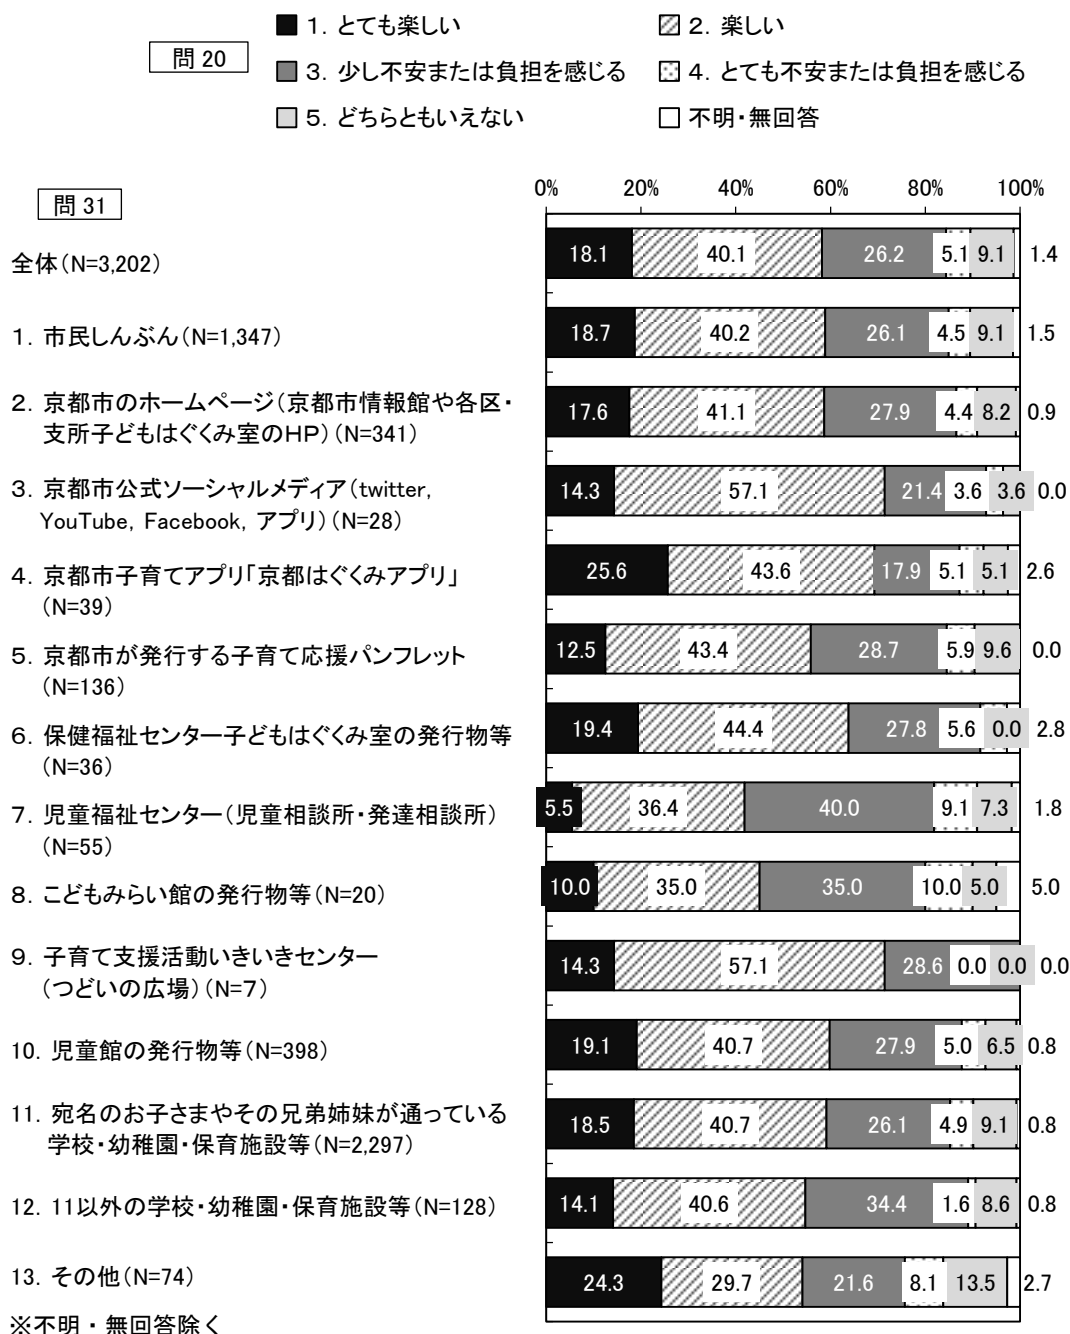 ■ 1．とても楽しい
2．楽しい
問 20
■ 3．少し不安または負担を感じる
4．とても不安または負担を感じる
5．どちらともいえない
□ 不明・無回答
0% 20% 40% 60% 80% 100%
問 31
全体（N=3,202）
18.1 40.1 26.2 5.1 9.1 1.4
1．市民しんぶん（N=1,347）
18.7 40.2 26.1 4.5 9.1 1.5
2．京都市のホームページ（京都市情報館や各区・
支所子どもはぐくみ室のHP）（N=341）
17.6 41.1 27.9 4.4 8.2 0.9
3．京都市公式ソーシャルメディア（twitter，
YouTube，Facebook，アプリ）（N=28）
14.3 57.1 21.4 3.6 3.6 0.0
4．京都市子育てアプリ「京都はぐくみアプリ」
（N=39）
25.6 43.6 17.9 5.1 5.1 2.6
5．京都市が発行する子育て応援パンフレット
（N=136）
12.5 43.4 28.7 5.9 9.6 0.0
6．保健福祉センター子どもはぐくみ室の発行物等
（N=36）
19.4 44.4 27.8 5.6 0.0 2.8
7．児童福祉センター（児童相談所・発達相談所）
（N=55）
5.5 36.4 40.0 9.1 7.3 1.8
8．こどもみらい館の発行物等（N=20）
10.0 35.0 35.0 10.0 5.0 5.0
9．子育て支援活動いきいきセンター
（つどいの広場）（N=7）
14.3 57.1 28.6 0.0 0.0 0.0
10．児童館の発行物等（N=398）
19.1 40.7 27.9 5.0 6.5 0.8
11．宛名のお子さまやその兄弟姉妹が通っている
学校・幼稚園・保育施設等（N=2,297）
18.5 40.7 26.1 4.9 9.1 0.8
12．11以外の学校・幼稚園・保育施設等（N=128）
14.1 40.6 34.4 1.6 8.6 0.8
13．その他（N=74）
24.3 29.7 21.6 8.1 13.5 2.7
※不明・無回答除く